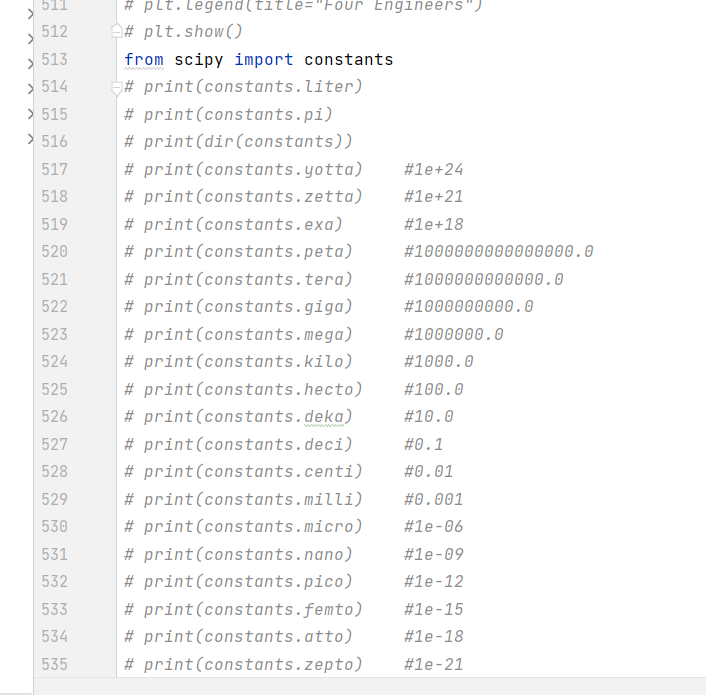 511 # plt.legend(title="Four Engineers")
512 # plt.show()
513 from scipy import constants
514 # print(constants.liter)
515 # print(constants.pi)
516 # print(dir(constants))
517 # print(constants.yotta)    #1e+24
518 # print(constants.zetta)    #1e+21
519 # print(constants.exa)      #1e+18
520 # print(constants.peta)     #1000000000000000.0
521 # print(constants.tera)     #1000000000000.0
522 # print(constants.giga)     #1000000000.0
523 # print(constants.mega)     #1000000.0
524 # print(constants.kilo)     #1000.0
525 # print(constants.hecto)    #100.0
526 # print(constants.deka)     #10.0
527 # print(constants.deci)     #0.1
528 # print(constants.centi)    #0.01
529 # print(constants.milli)    #0.001
530 # print(constants.micro)    #1e-06
531 # print(constants.nano)     #1e-09
532 # print(constants.pico)     #1e-12
533 # print(constants.femto)    #1e-15
534 # print(constants.atto)     #1e-18
535 # print(constants.zepto)    #1e-21